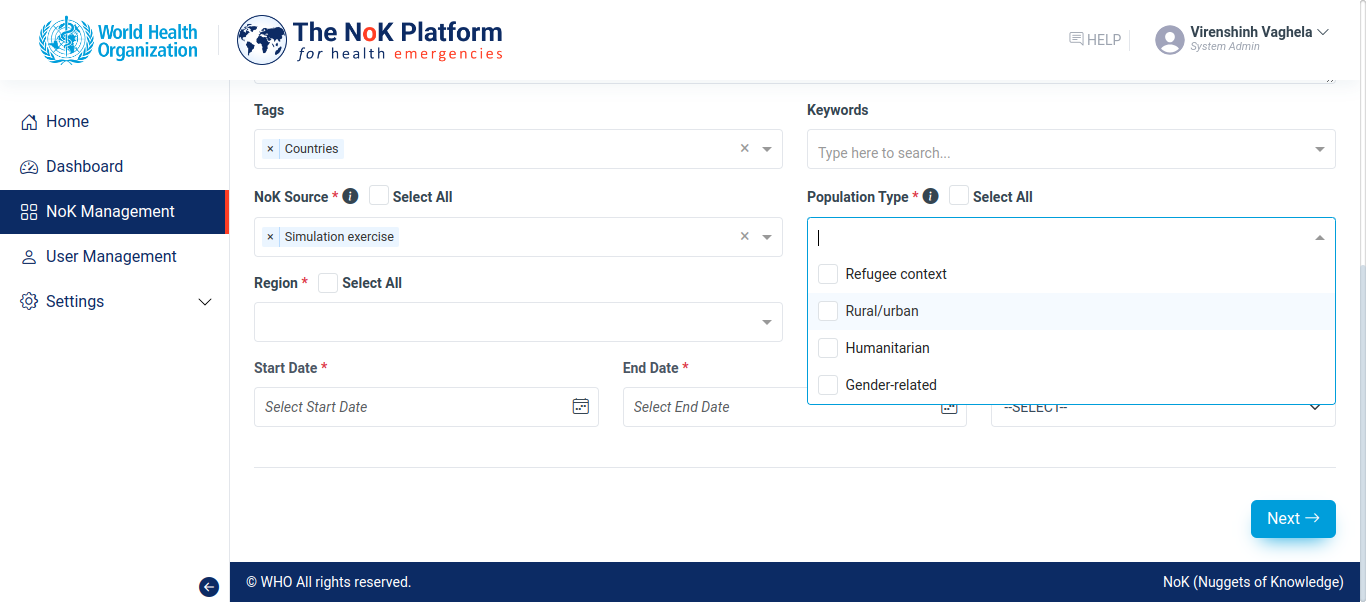 World Health
Organization
The NoK Platform
for health emergencies
HELP
Virenshinh Vaghela
System Admin
Home
Dashboard
NoK Management
User Management
Settings
Tags
Keywords
× Countries ×
Type here to search...
NoK Source * i Select All
Population Type * i Select All
× Simulation exercise ×
Refugee context
Rural/urban
Humanitarian
Gender-related
Region * Select All
Start Date *
End Date *
Select Start Date
Select End Date
--SELECT--
Next →
© WHO All rights reserved.
NoK (Nuggets of Knowledge)